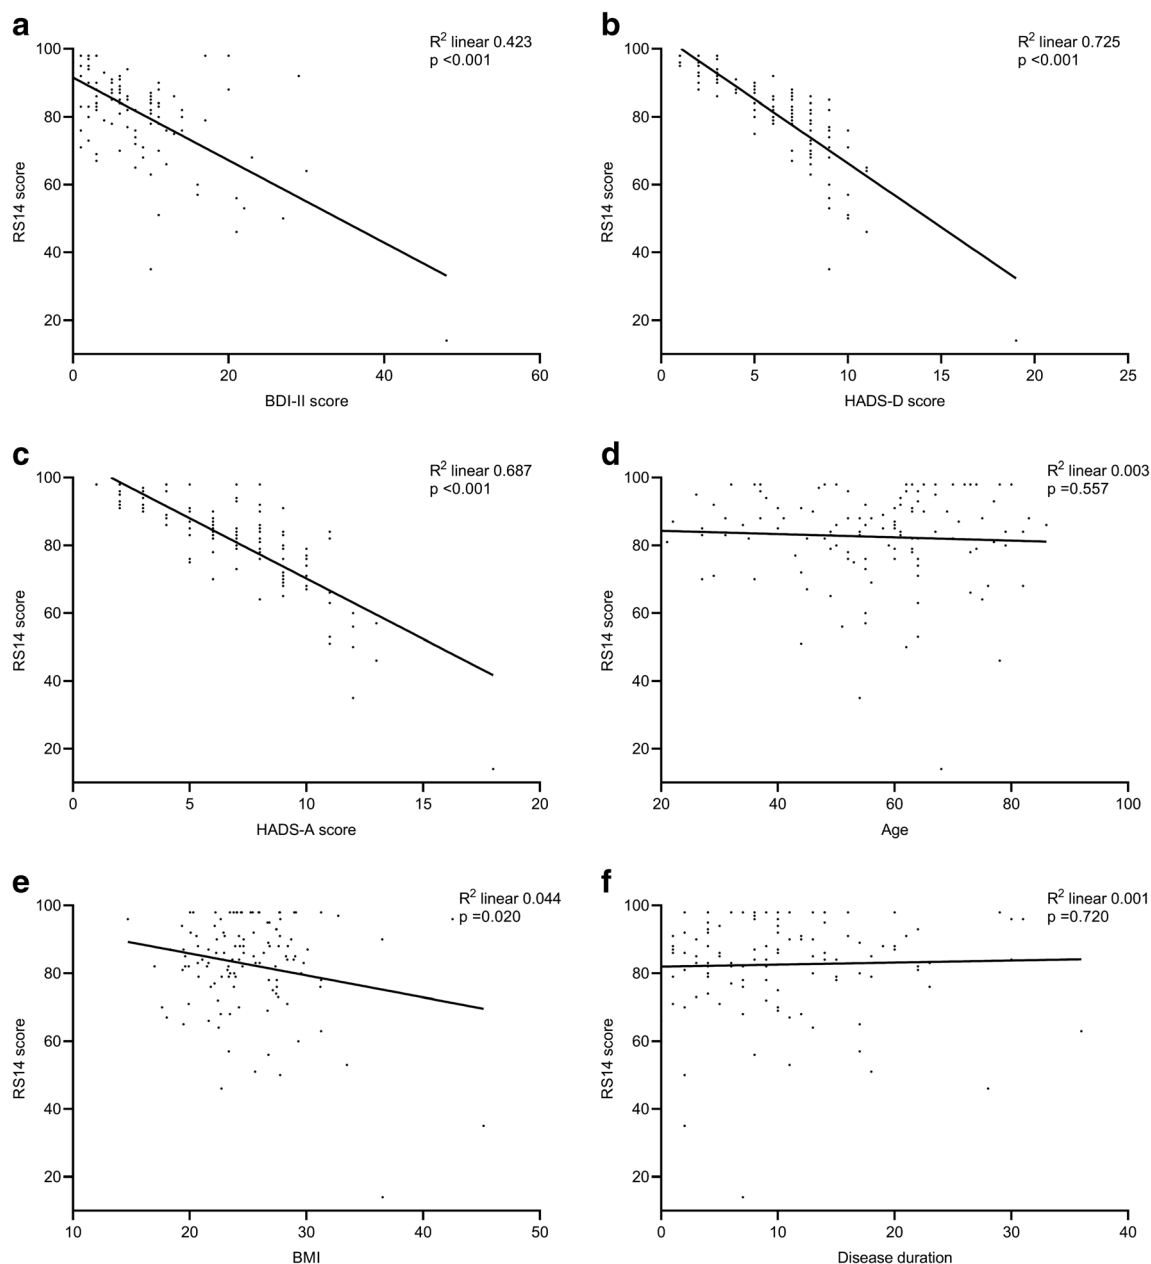 a
R² linear 0.423
p <0.001
100
80
60
40
20
RS14 score
0 20 40 60
BDI-II score
b
R² linear 0.725
p <0.001
100
80
60
40
20
RS14 score
0 5 10 15 20 25
HADS-D score
c
R² linear 0.687
p <0.001
100
80
60
40
20
RS14 score
0 5 10 15 20
HADS-A score
d
R² linear 0.003
p =0.557
100
80
60
40
20
RS14 score
20 40 60 80 100
Age
e
R² linear 0.044
p =0.020
100
80
60
40
20
RS14 score
10 20 30 40 50
BMI
f
R² linear 0.001
p =0.720
100
80
60
40
20
RS14 score
0 10 20 30 40
Disease duration